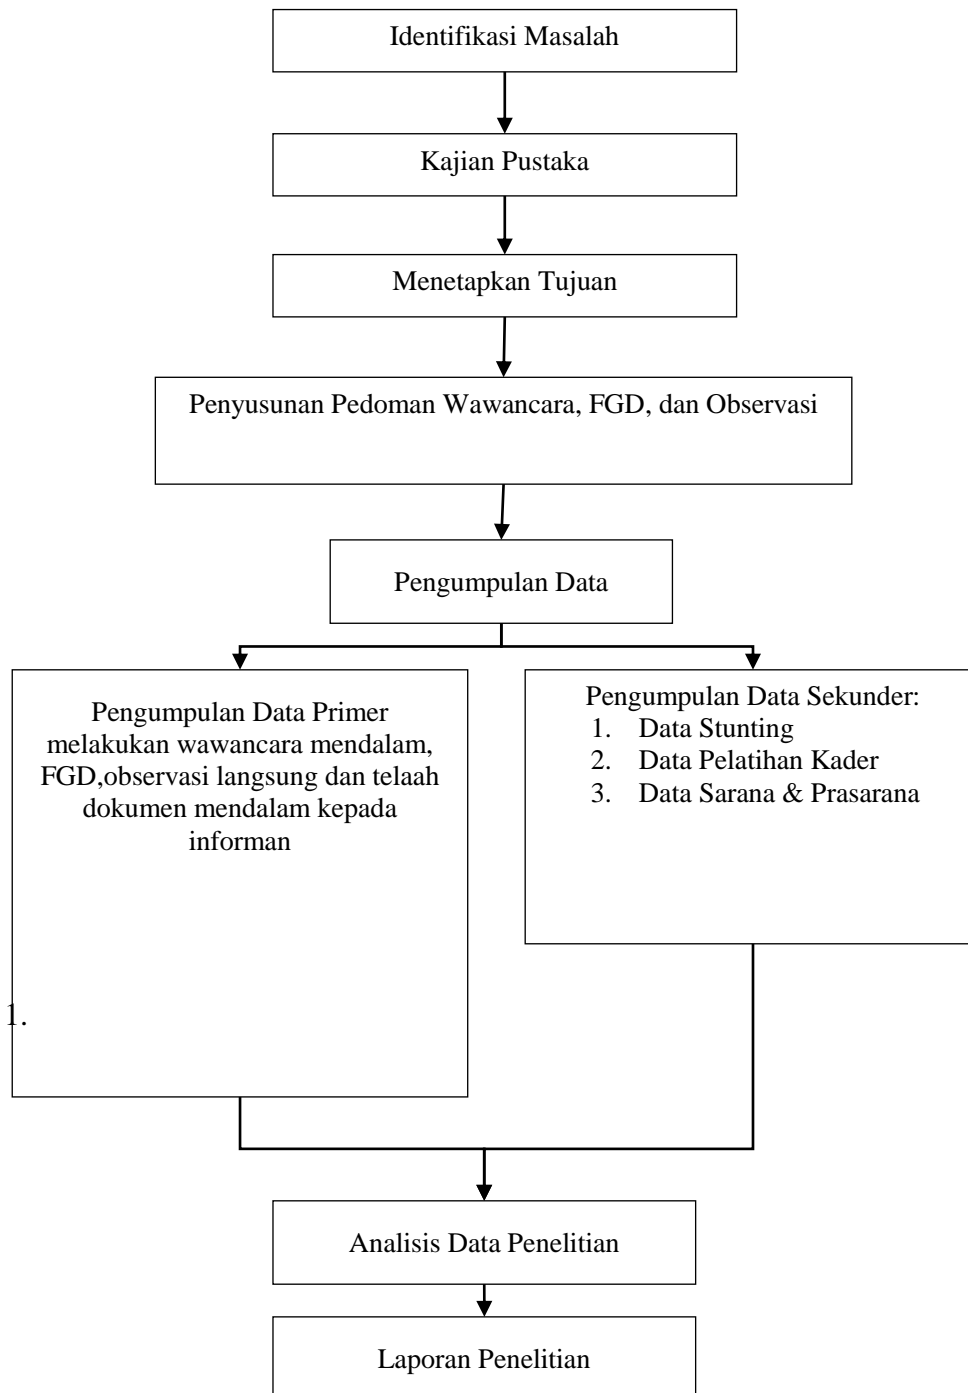 Identifikasi Masalah
Kajian Pustaka
Menetapkan Tujuan
Penyusunan Pedoman Wawancara, FGD, dan Observasi
Pengumpulan Data
Pengumpulan Data Primer
melakukan wawancara mendalam,
FGD,observasi langsung dan telaah
dokumen mendalam kepada
informan
1.
Pengumpulan Data Sekunder:
1. Data Stunting
2. Data Pelatihan Kader
3. Data Sarana & Prasarana
Analisis Data Penelitian
Laporan Penelitian